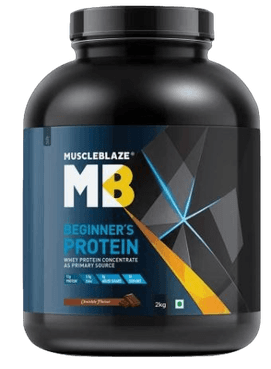 MUSCLEBLAZE®
MB
BEGINNER'S
PROTEIN
WHEY PROTEIN CONCENTRATE
AS PRIMARY SOURCE
Chocolate Flavour
2kg